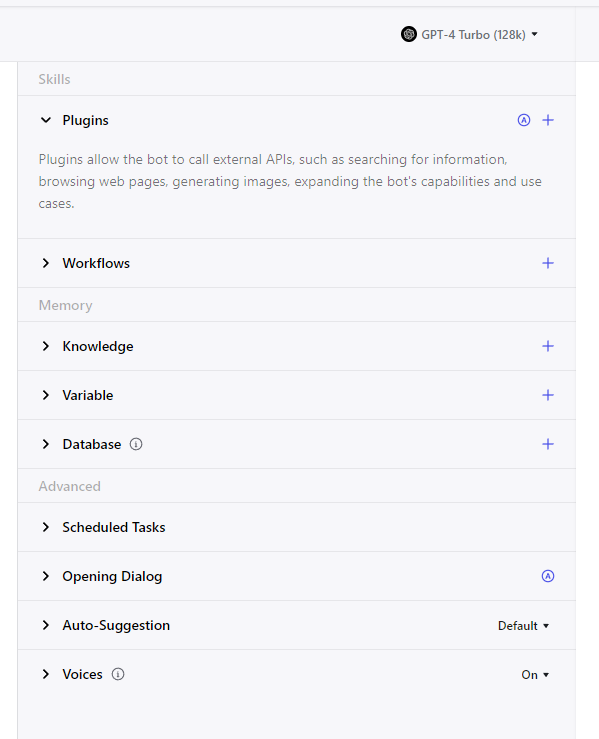 GPT-4 Turbo (128k)
Skills
Plugins
Plugins allow the bot to call external APIs, such as searching for information,
browsing web pages, generating images, expanding the bot's capabilities and use
cases.
Workflows
Memory
Knowledge
Variable
Database
Advanced
Scheduled Tasks
Opening Dialog
Auto-Suggestion Default
Voices On